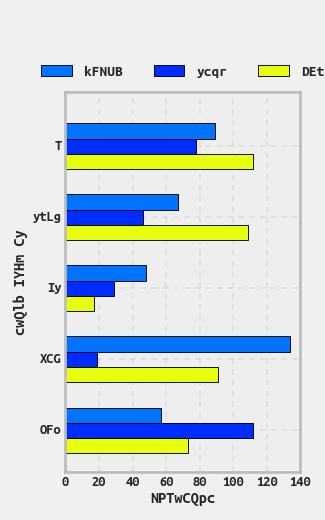 kFNUB ycqr DEt
T
ytLg
Iy
XCG
OFo
cwQlb IYHm Cy
0 20 40 60 80 100 120 140
NPTwCQpc